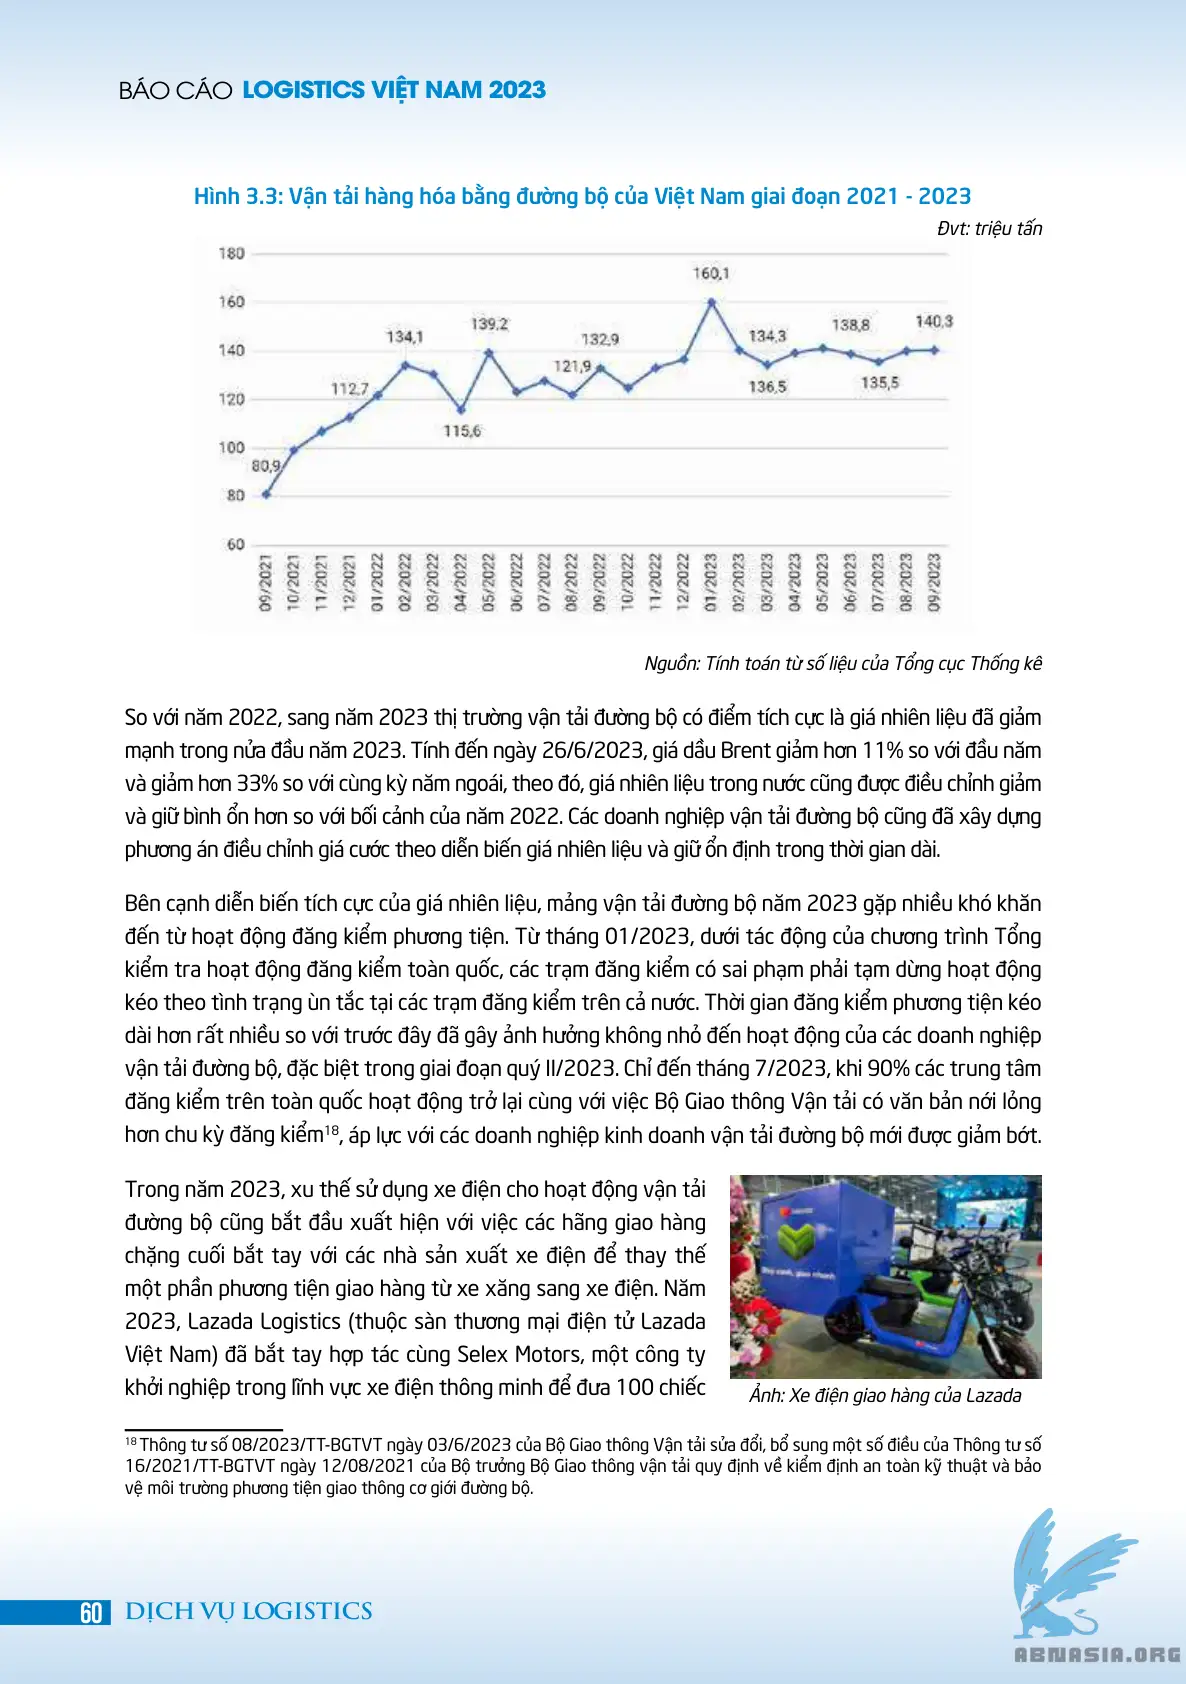 BÁO CÁO LOGISTICS VIỆT NAM 2023
Hình 3.3: Vận tải hàng hóa bằng đường bộ của Việt Nam giai đoạn 2021 - 2023
Đvt: triệu tấn
180
160
140
120
100
80
60
80,9
112,7
134,1
115,6
139,2
121,9
132,9
160,1
134,3
136,5
138,8
135,5
140,3
09/2021
10/2021
11/2021
12/2021
01/2022
02/2022
03/2022
04/2022
05/2022
06/2022
07/2022
08/2022
09/2022
10/2022
11/2022
12/2022
01/2023
02/2023
03/2023
04/2023
05/2023
06/2023
07/2023
08/2023
09/2023
Nguồn: Tính toán từ số liệu của Tổng cục Thống kê
So với năm 2022, sang năm 2023 thị trường vận tải đường bộ có điểm tích cực là giá nhiên liệu đã giảm
mạnh trong nửa đầu năm 2023. Tính đến ngày 26/6/2023, giá dầu Brent giảm hơn 11% so với đầu năm
và giảm hơn 33% so với cùng kỳ năm ngoái, theo đó, giá nhiên liệu trong nước cũng được điều chỉnh giảm
và giữ bình ổn hơn so với bối cảnh của năm 2022. Các doanh nghiệp vận tải đường bộ cũng đã xây dựng
phương án điều chỉnh giá cước theo diễn biến giá nhiên liệu và giữ ổn định trong thời gian dài.
Bên cạnh diễn biến tích cực của giá nhiên liệu, mảng vận tải đường bộ năm 2023 gặp nhiều khó khăn
đến từ hoạt động đăng kiểm phương tiện. Từ tháng 01/2023, dưới tác động của chương trình Tổng
kiểm tra hoạt động đăng kiểm toàn quốc, các trạm đăng kiểm có sai phạm phải tạm dừng hoạt động
kéo theo tình trạng ùn tắc tại các trạm đăng kiểm trên cả nước. Thời gian đăng kiểm phương tiện kéo
dài hơn rất nhiều so với trước đây đã gây ảnh hưởng không nhỏ đến hoạt động của các doanh nghiệp
vận tải đường bộ, đặc biệt trong giai đoạn quý II/2023. Chỉ đến tháng 7/2023, khi 90% các trung tâm
đăng kiểm trên toàn quốc hoạt động trở lại cùng với việc Bộ Giao thông Vận tải có văn bản nới lỏng
hơn chu kỳ đăng kiểm18, áp lực với các doanh nghiệp kinh doanh vận tải đường bộ mới được giảm bớt.
Trong năm 2023, xu thế sử dụng xe điện cho hoạt động vận tải
đường bộ cũng bắt đầu xuất hiện với việc các hãng giao hàng
chặng cuối bắt tay với các nhà sản xuất xe điện để thay thế
một phần phương tiện giao hàng từ xe xăng sang xe điện. Năm
2023, Lazada Logistics (thuộc sàn thương mại điện tử Lazada
Việt Nam) đã bắt tay hợp tác cùng Selex Motors, một công ty
khởi nghiệp trong lĩnh vực xe điện thông minh để đưa 100 chiếc
giao nhanh
Ảnh: Xe điện giao hàng của Lazada
18 Thông tư số 08/2023/TT-BGTVT ngày 03/6/2023 của Bộ Giao thông Vận tải sửa đổi, bổ sung một số điều của Thông tư số
16/2021/TT-BGTVT ngày 12/08/2021 của Bộ trưởng Bộ Giao thông vận tải quy định về kiểm định an toàn kỹ thuật và bảo
vệ môi trường phương tiện giao thông cơ giới đường bộ.
60 DỊCH VỤ LOGISTICS
ABNASIA.ORG